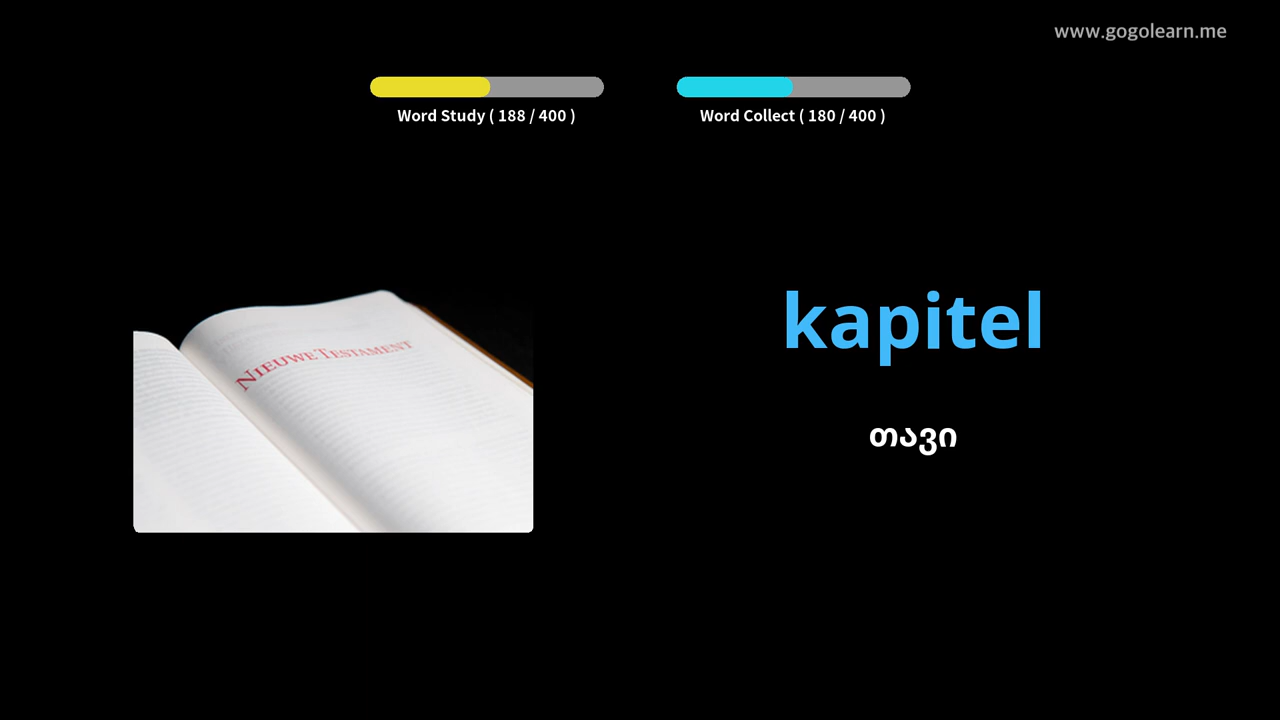 www.gogolearn.me
Word Study ( 188 / 400 )
Word Collect ( 180 / 400 )
NIEUWE TESTAMENT
kapitel
თავი